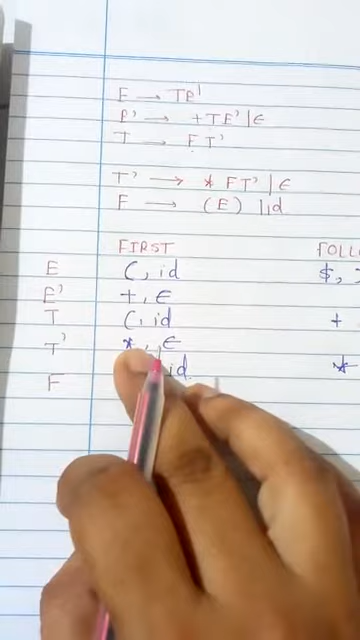 E → TE'
E' → +TE' | ε
T → FT'
T' → * FT' | ε
F → (E) | id
FIRST FOLL
E (, id $,
E' +, ε
T (, id +
T' *, ε *
F id